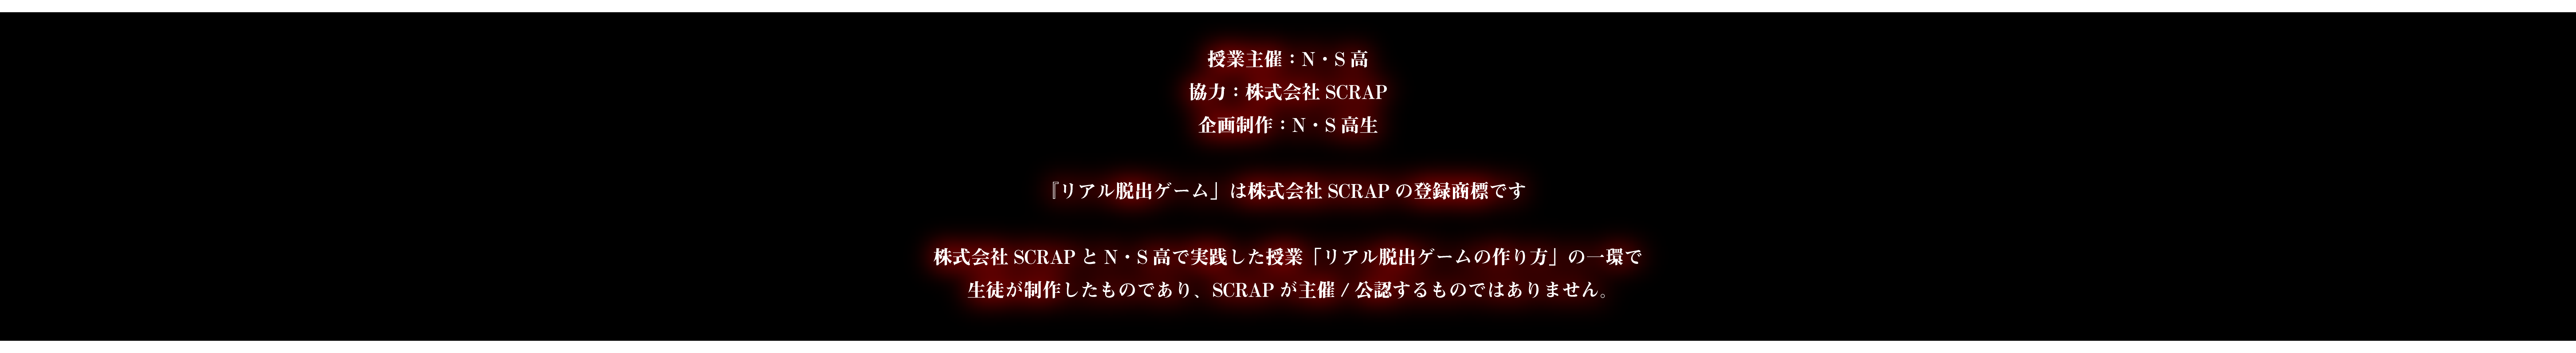 授業主催：N・S 高
協力：株式会社 SCRAP
企画制作：N・S 高生
『リアル脱出ゲーム」は株式会社 SCRAP の登録商標です
株式会社 SCRAP と N・S 高で実践した授業「リアル脱出ゲームの作り方」の一環で
生徒が制作したものであり、SCRAP が主催 / 公認するものではありません。